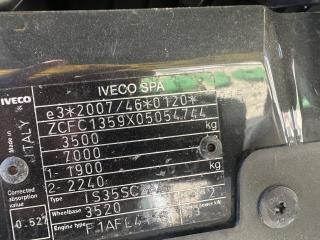 IVECO SPA
IVECO
e3*2007/46*0120*
ZCFC1359X05054744
kg
3500
7000
kg
1- 1900
2- 2240
Made in
ITALY
Type
Corrected absorption value
0.522
Wheelbase
3520
Engine type